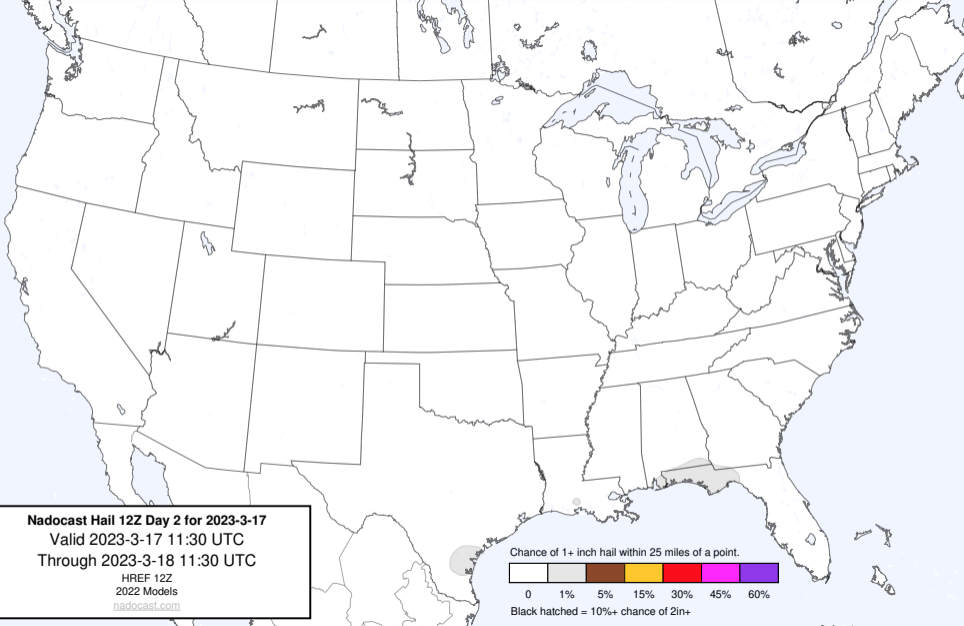 Nadocast Hail 12Z Day 2 for 2023-3-17
Valid 2023-3-17 11:30 UTC
Through 2023-3-18 11:30 UTC
HREF 12Z
2022 Models
nadocast.com
Chance of 1+ inch hail within 25 miles of a point.
0 1% 5% 15% 30% 45% 60%
Black hatched = 10%+ chance of 2in+